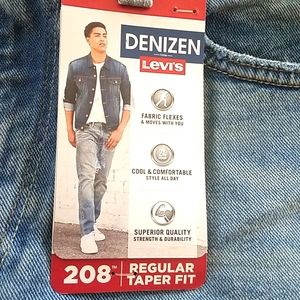 DENIZEN
Levi's
FABRIC FLEXES
& MOVES WITH YOU
COOL & COMFORTABLE
STYLE ALL DAY
SUPERIOR QUALITY
STRENGTH & DURABILITY
208™
REGULAR
TAPER FIT